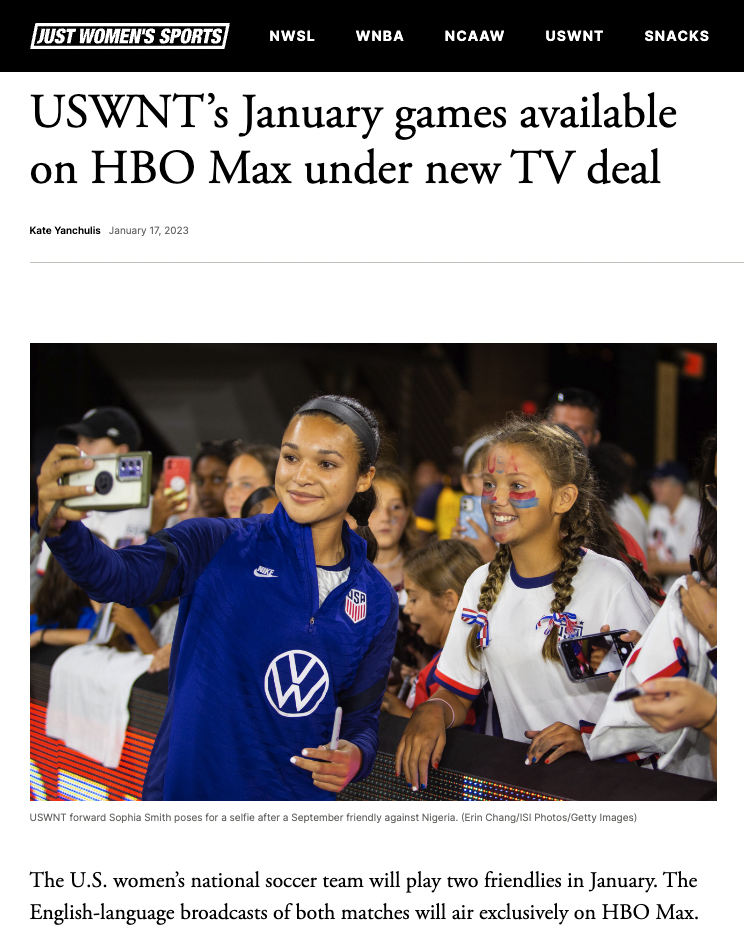 JUST WOMEN'S SPORTS
NWSL
WNBA
NCAAW
USWNT
SNACKS
USWNT’s January games available
on HBO Max under new TV deal
Kate Yanchulis January 17, 2023
NIKE
USA
USWNT forward Sophia Smith poses for a selfie after a September friendly against Nigeria. (Erin Chang/ISI Photos/Getty Images)
The U.S. women’s national soccer team will play two friendlies in January. The
English-language broadcasts of both matches will air exclusively on HBO Max.